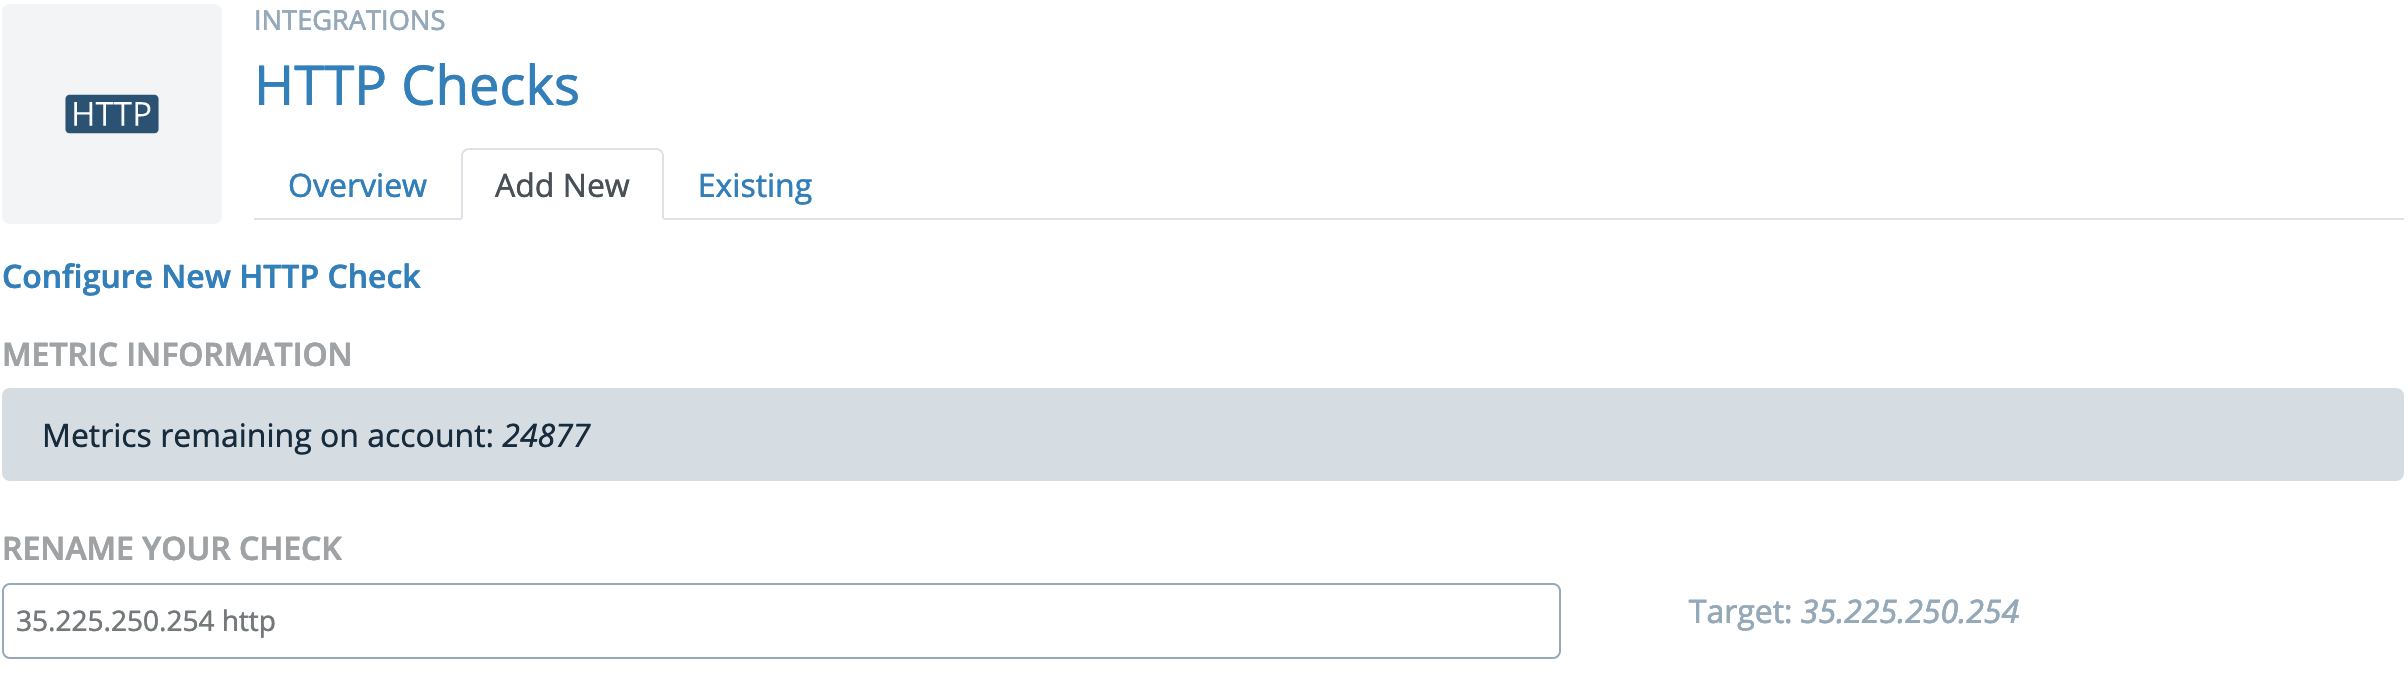 INTEGRATIONS
HTTP Checks
HTTP
Overview Add New Existing
Configure New HTTP Check
METRIC INFORMATION
Metrics remaining on account: 24877
RENAME YOUR CHECK
35.225.250.254 http
Target: 35.225.250.254